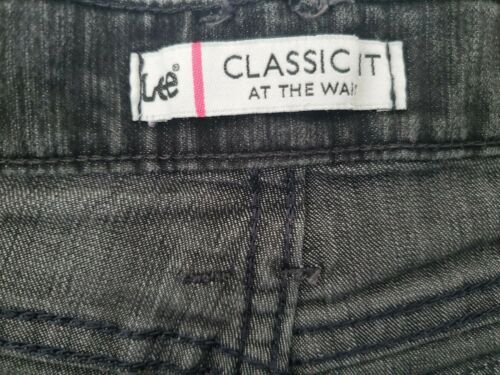 Lee®
CLASSIC IT
AT THE WAI